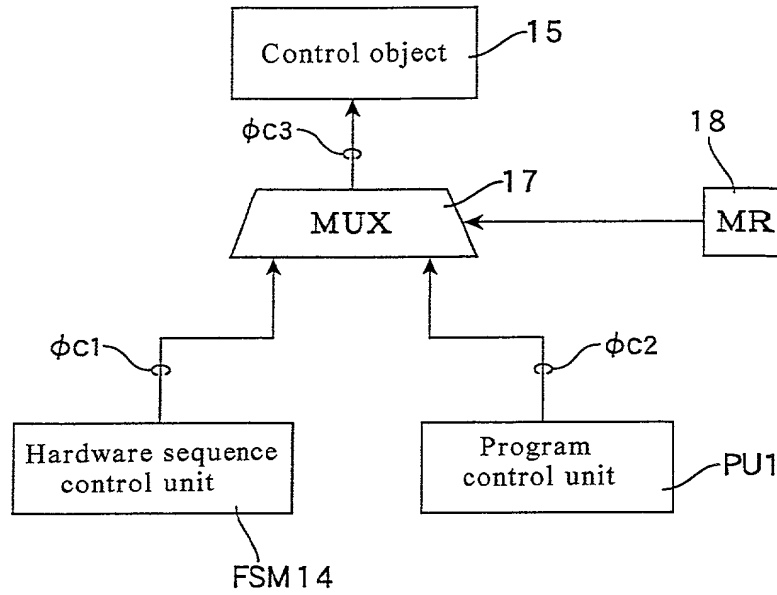 Control object
15
φC3
18
17
MUX
MR
φC1
φC2
Hardware sequence
control unit
Program
control unit
PU1
FSM14